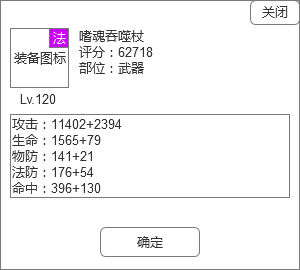 关闭
法
装备图标
嗜魂吞噬杖
评分：62718
部位：武器
Lv.120
攻击：11402+2394
生命：1565+79
物防：141+21
法防：176+54
命中：396+130
确定